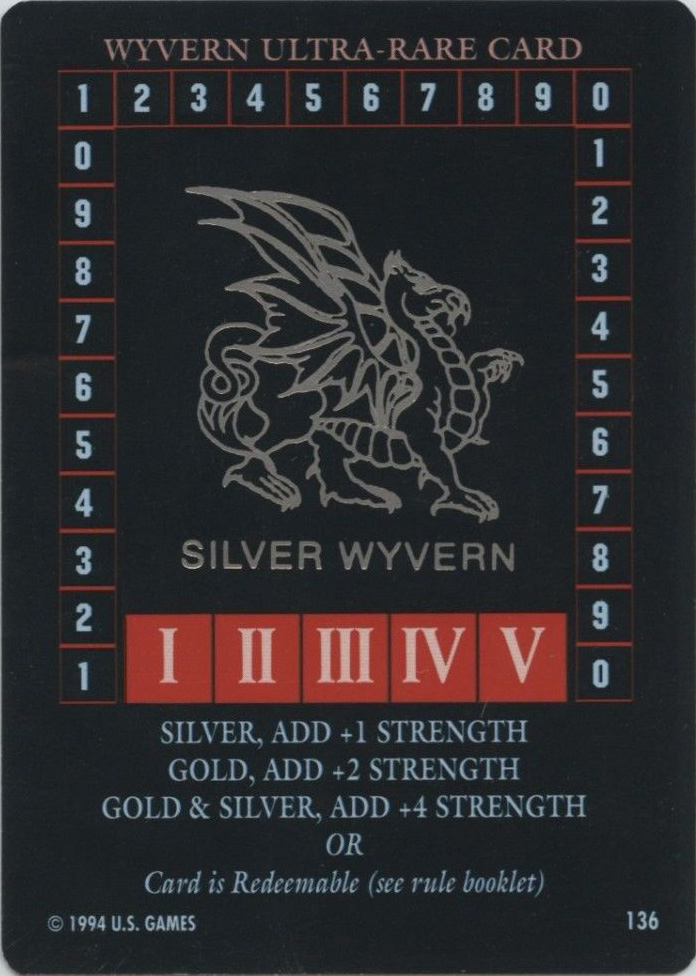 WYVERN ULTRA-RARE CARD
1 2 3 4 5 6 7 8 9 0
0 1
9 2
8 3
7 4
6 5
5 6
4 7
3 8
2 9
1 0
SILVER WYVERN
I II III IV V
SILVER, ADD +1 STRENGTH
GOLD, ADD +2 STRENGTH
GOLD & SILVER, ADD +4 STRENGTH
OR
Card is Redeemable (see rule booklet)
© 1994 U.S. GAMES 136